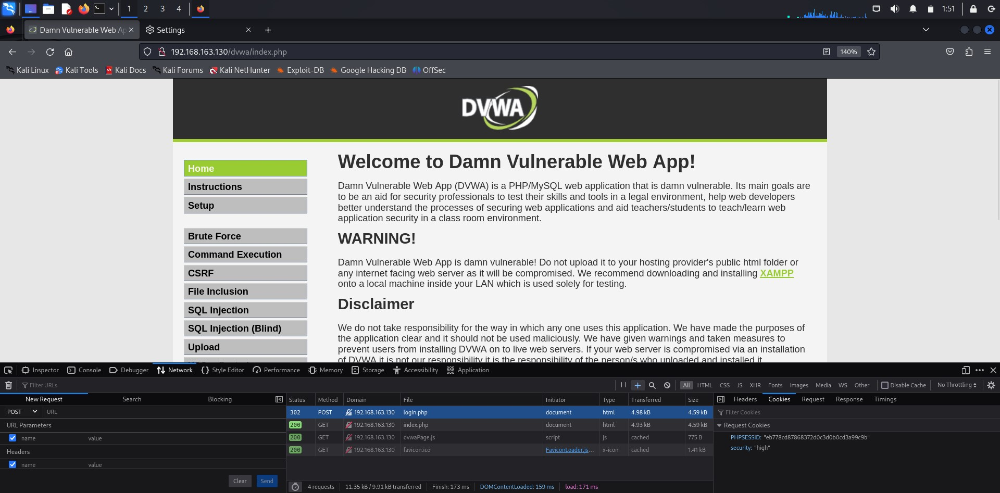 1 2 3 4 1:51
Damn Vulnerable Web Ap Settings
192.168.163.130/dvwa/index.php 140%
Kali Linux Kali Tools Kali Docs Kali Forums Kali NetHunter Exploit-DB Google Hacking DB OffSec
DVWA
Home
Instructions
Setup
Brute Force
Command Execution
CSRF
File Inclusion
SQL Injection
SQL Injection (Blind)
Upload
Welcome to Damn Vulnerable Web App!
Damn Vulnerable Web App (DVWA) is a PHP/MySQL web application that is damn vulnerable. Its main goals are
to be an aid for security professionals to test their skills and tools in a legal environment, help web developers
better understand the processes of securing web applications and aid teachers/students to teach/learn web
application security in a class room environment.
WARNING!
Damn Vulnerable Web App is damn vulnerable! Do not upload it to your hosting provider's public html folder or
any internet facing web server as it will be compromised. We recommend downloading and installing XAMPP
onto a local machine inside your LAN which is used solely for testing.
Disclaimer
We do not take responsibility for the way in which any one uses this application. We have made the purposes of
the application clear and it should not be used maliciously. We have given warnings and taken measures to
prevent users from installing DVWA on to live web servers. If your web server is compromised via an installation
of DVWA it is not our responsibility it is the responsibility of the person/s who uploaded and installed it
Inspector Console Debugger Network Style Editor Performance Memory Storage Accessibility Application
Filter URLs All HTML CSS JS XHR Fonts Images Media WS Other Disable Cache No Throttling
New Request Search Blocking
POST URL
URL Parameters
name value
Headers
name value
Clear Send
Status Method Domain File Initiator Type Transferred Size
302 POST 192.168.163.130 login.php document html 4.98 kB 4.59 kB
200 GET 192.168.163.130 index.php document html 4.93 kB 4.59 kB
200 GET 192.168.163.130 dvwaPage.js script js cached 775 B
200 GET 192.168.163.130 favicon.ico FaviconLoader.js... x-icon cached 1.41 kB
4 requests 11.35 kB / 9.91 kB transferred Finish: 173 ms DOMContentLoaded: 159 ms load: 171 ms
Headers Cookies Request Response Timings
Filter Cookies
Request Cookies
PHPSESSID: "eb778cd87868372d0c3d0b0cd3a99c9b"
security: "high"